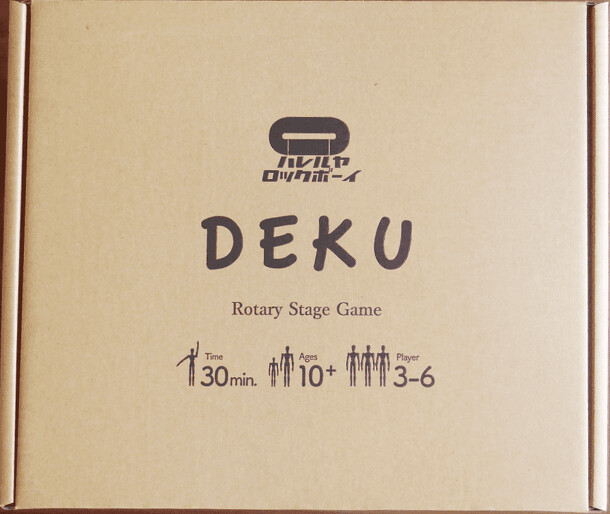 ハレルヤ
ロックボーイ
DEKU
Rotary Stage Game
Time
30min.
Ages
10+
Player
3-6